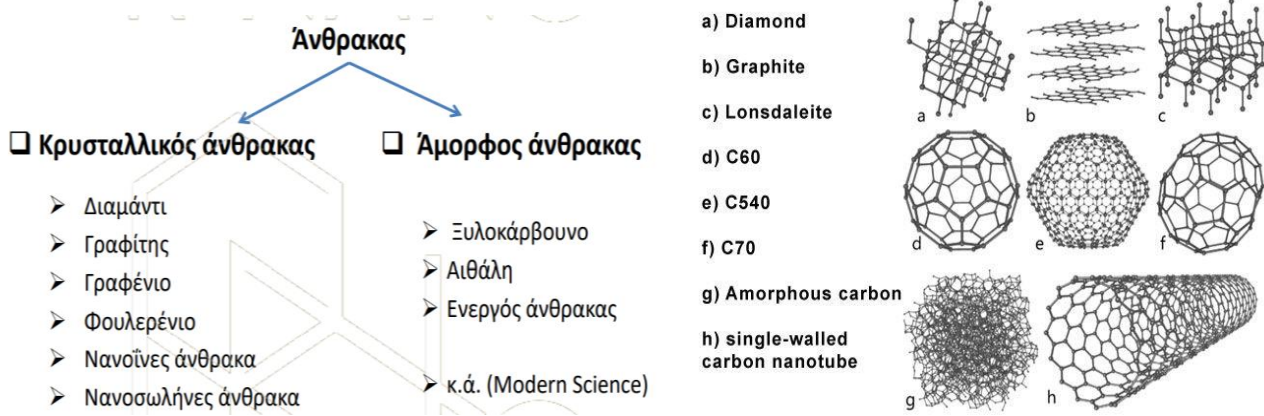 Άνθρακας
❑ Κρυσταλλικός άνθρακας
➢ Διαμάντι
➢ Γραφίτης
➢ Γραφένιο
➢ Φουλερένιο
➢ Νανοΐνες άνθρακα
➢ Νανοσωλήνες άνθρακα
❑ Άμορφος άνθρακας
➢ Ξυλοκάρβουνο
➢ Αιθάλη
➢ Ενεργός άνθρακας
➢ κ.ά. (Modern Science)
a) Diamond
b) Graphite
c) Lonsdaleite
d) C60
e) C540
f) C70
g) Amorphous carbon
h) single-walled
carbon nanotube
a
b
c
d
e
f
g
h